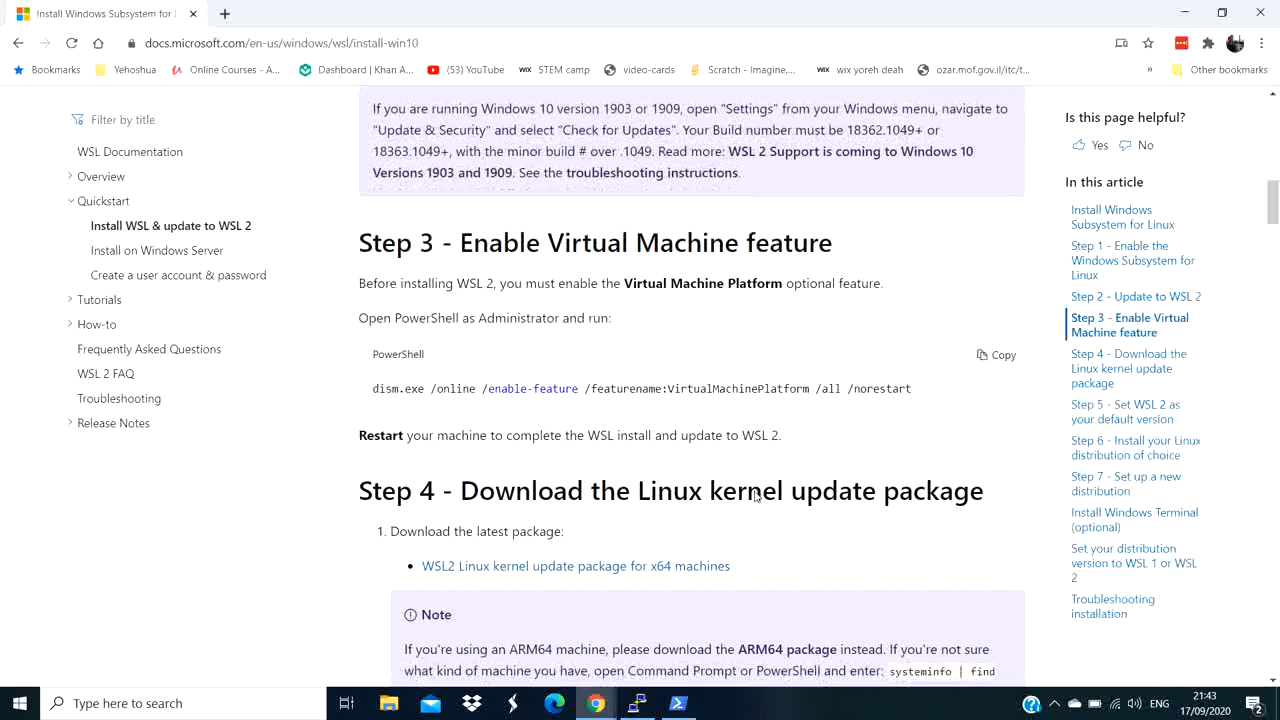 Install Windows Subsystem for
docs.microsoft.com/en-us/windows/wsl/install-win10
Bookmarks
Yehoshua
Online Courses - A...
Dashboard | Khan A...
(53) YouTube
WIX STEM camp
video-cards
Scratch - Imagine,...
WIX wix yoreh deah
ozar.mof.gov.il/itc/t...
»
Other bookmarks
Filter by title
WSL Documentation
Overview
Quickstart
Install WSL & update to WSL 2
Install on Windows Server
Create a user account & password
Tutorials
How-to
Frequently Asked Questions
WSL 2 FAQ
Troubleshooting
Release Notes
If you are running Windows 10 version 1903 or 1909, open "Settings" from your Windows menu, navigate to
"Update & Security" and select "Check for Updates". Your Build number must be 18362.1049+ or
18363.1049+, with the minor build # over .1049. Read more: WSL 2 Support is coming to Windows 10
Versions 1903 and 1909. See the troubleshooting instructions.
Step 3 - Enable Virtual Machine feature
Before installing WSL 2, you must enable the Virtual Machine Platform optional feature.
Open PowerShell as Administrator and run:
PowerShell
Copy
dism.exe /online /enable-feature /featurename:VirtualMachinePlatform /all /norestart
Restart your machine to complete the WSL install and update to WSL 2.
Step 4 - Download the Linux kernel update package
1. Download the latest package:
• WSL2 Linux kernel update package for x64 machines
Note
If you're using an ARM64 machine, please download the ARM64 package instead. If you're not sure
what kind of machine you have, open Command Prompt or PowerShell and enter: systeminfo | find
Is this page helpful?
Yes
No
In this article
Install Windows
Subsystem for Linux
Step 1 - Enable the
Windows Subsystem for
Linux
Step 2 - Update to WSL 2
Step 3 - Enable Virtual
Machine feature
Step 4 - Download the
Linux kernel update
package
Step 5 - Set WSL 2 as
your default version
Step 6 - Install your Linux
distribution of choice
Step 7 - Set up a new
distribution
Install Windows Terminal
(optional)
Set your distribution
version to WSL 1 or WSL
2
Troubleshooting
installation
Type here to search
ENG
21:43
17/09/2020
2